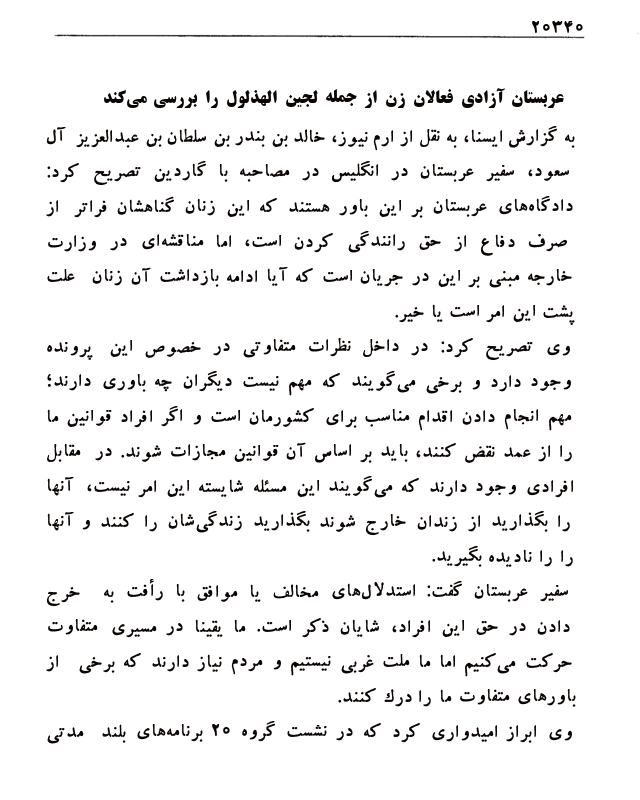 ۲۰۳۴۰
عربستان آزادی فعالان زن از جمله لجین الهذلول را بررسی می‌کند
به گزارش ایسنا، به نقل از ارم نیوز، خالد بن بندر بن سلطان بن عبدالعزیز آل
سعود، سفیر عربستان در انگلیس در مصاحبه با گاردین تصریح کرد:
دادگاه‌های عربستان بر این باور هستند که این زنان گناهشان فراتر از
صرف دفاع از حق رانندگی کردن است، اما مناقشه‌ای در وزارت
خارجه مبنی بر این در جریان است که آیا ادامه بازداشت آن زنان علت
پشت این امر است یا خیر.
وی تصریح کرد: در داخل نظرات متفاوتی در خصوص این پرونده
وجود دارد و برخی می‌گویند که مهم نیست دیگران چه باوری دارند؛
مهم انجام دادن اقدام مناسب برای کشورمان است و اگر افراد قوانین ما
را از عمد نقض کنند، باید بر اساس آن قوانین مجازات شوند. در مقابل
افرادی وجود دارند که می‌گویند این مسئله شایسته این امر نیست، آنها
را بگذارید از زندان خارج شوند بگذارید زندگی‌شان را کنند و آنها
را را نادیده بگیرید.
سفیر عربستان گفت: استدلال‌های مخالف یا موافق با رأفت به خرج
دادن در حق این افراد، شایان ذکر است. ما یقینا در مسیری متفاوت
حرکت می‌کنیم اما ما ملت غربی نیستیم و مردم نیاز دارند که برخی از
باورهای متفاوت ما را درك کنند.
وی ابراز امیدواری کرد که در نشست گروه ۲۰ برنامه‌های بلند مدتی